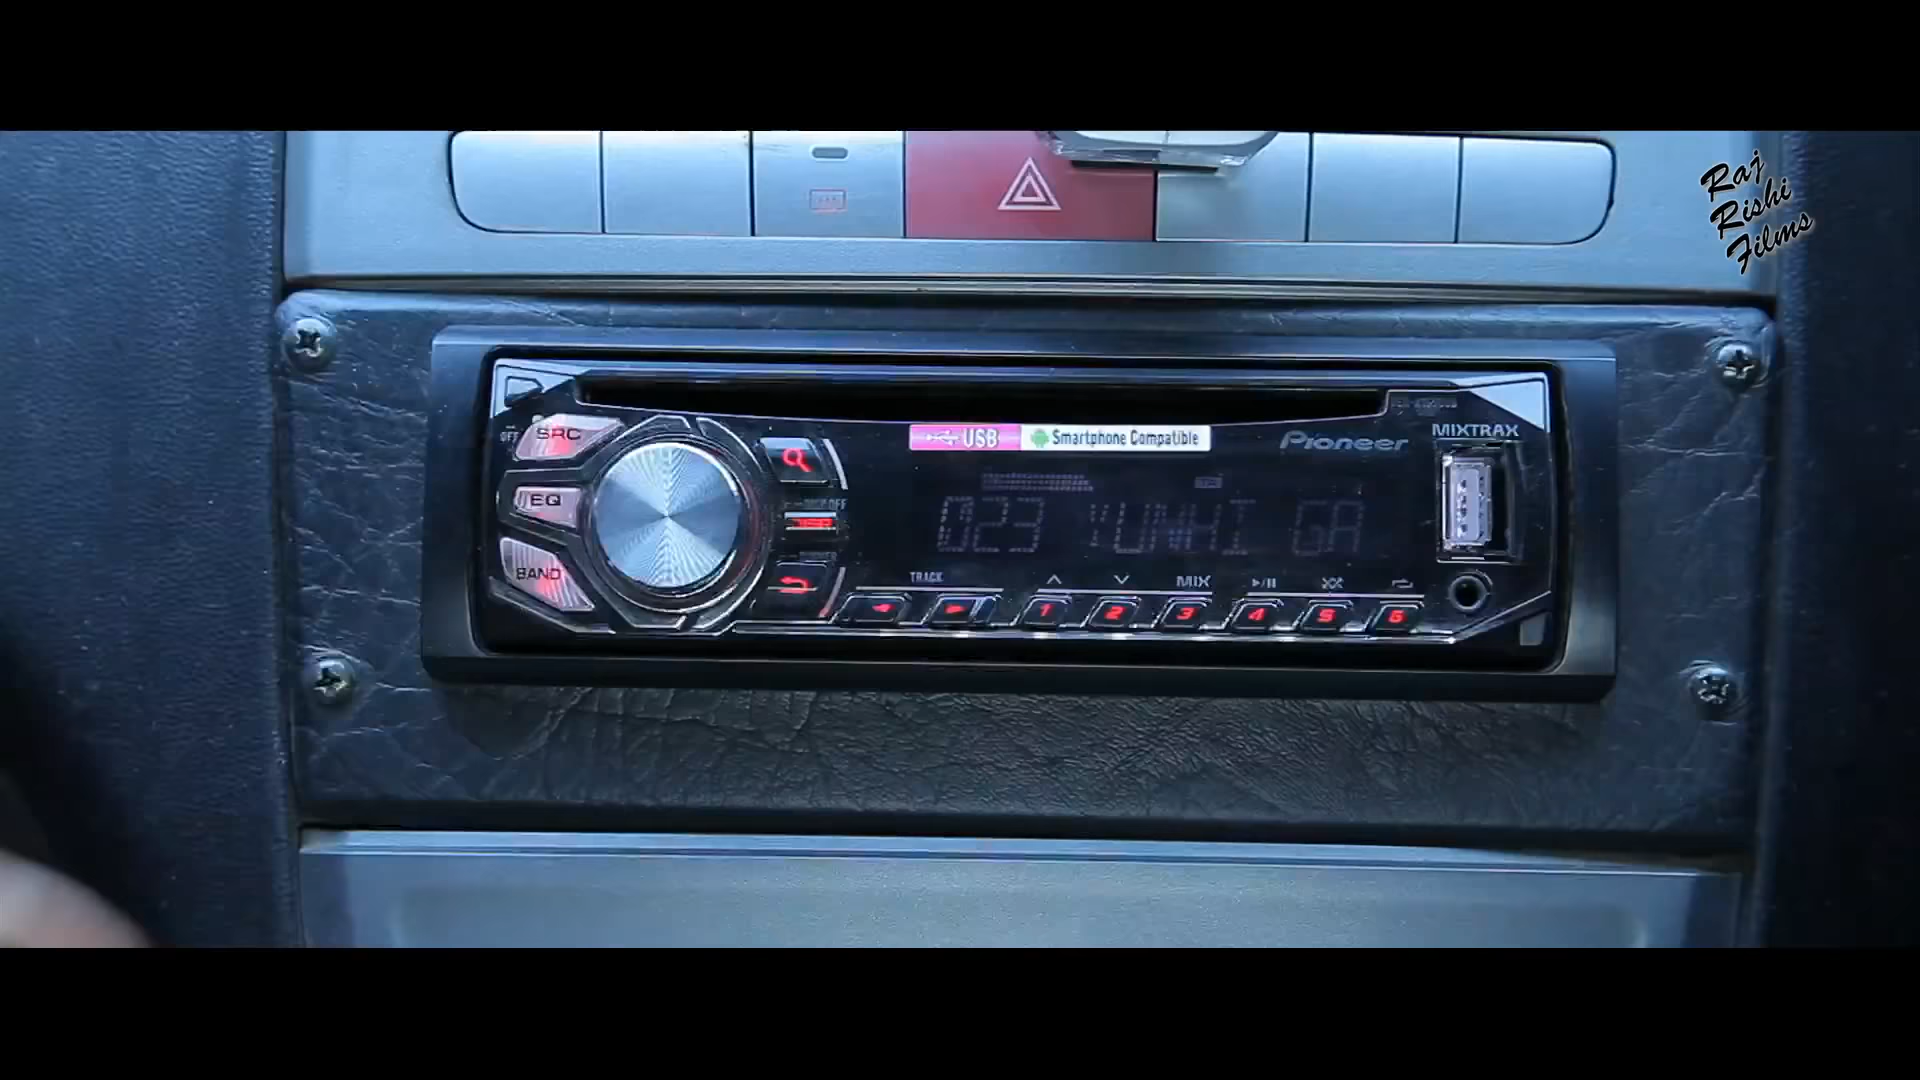 Raj
Rishi
Films
USB
Smartphone Compatible
Pioneer
MIXTRAX
OFF
SRC
EQ
BAND
DISP
023 YUNHI GA
TRACK
MIX
1 2 3 4 5 6